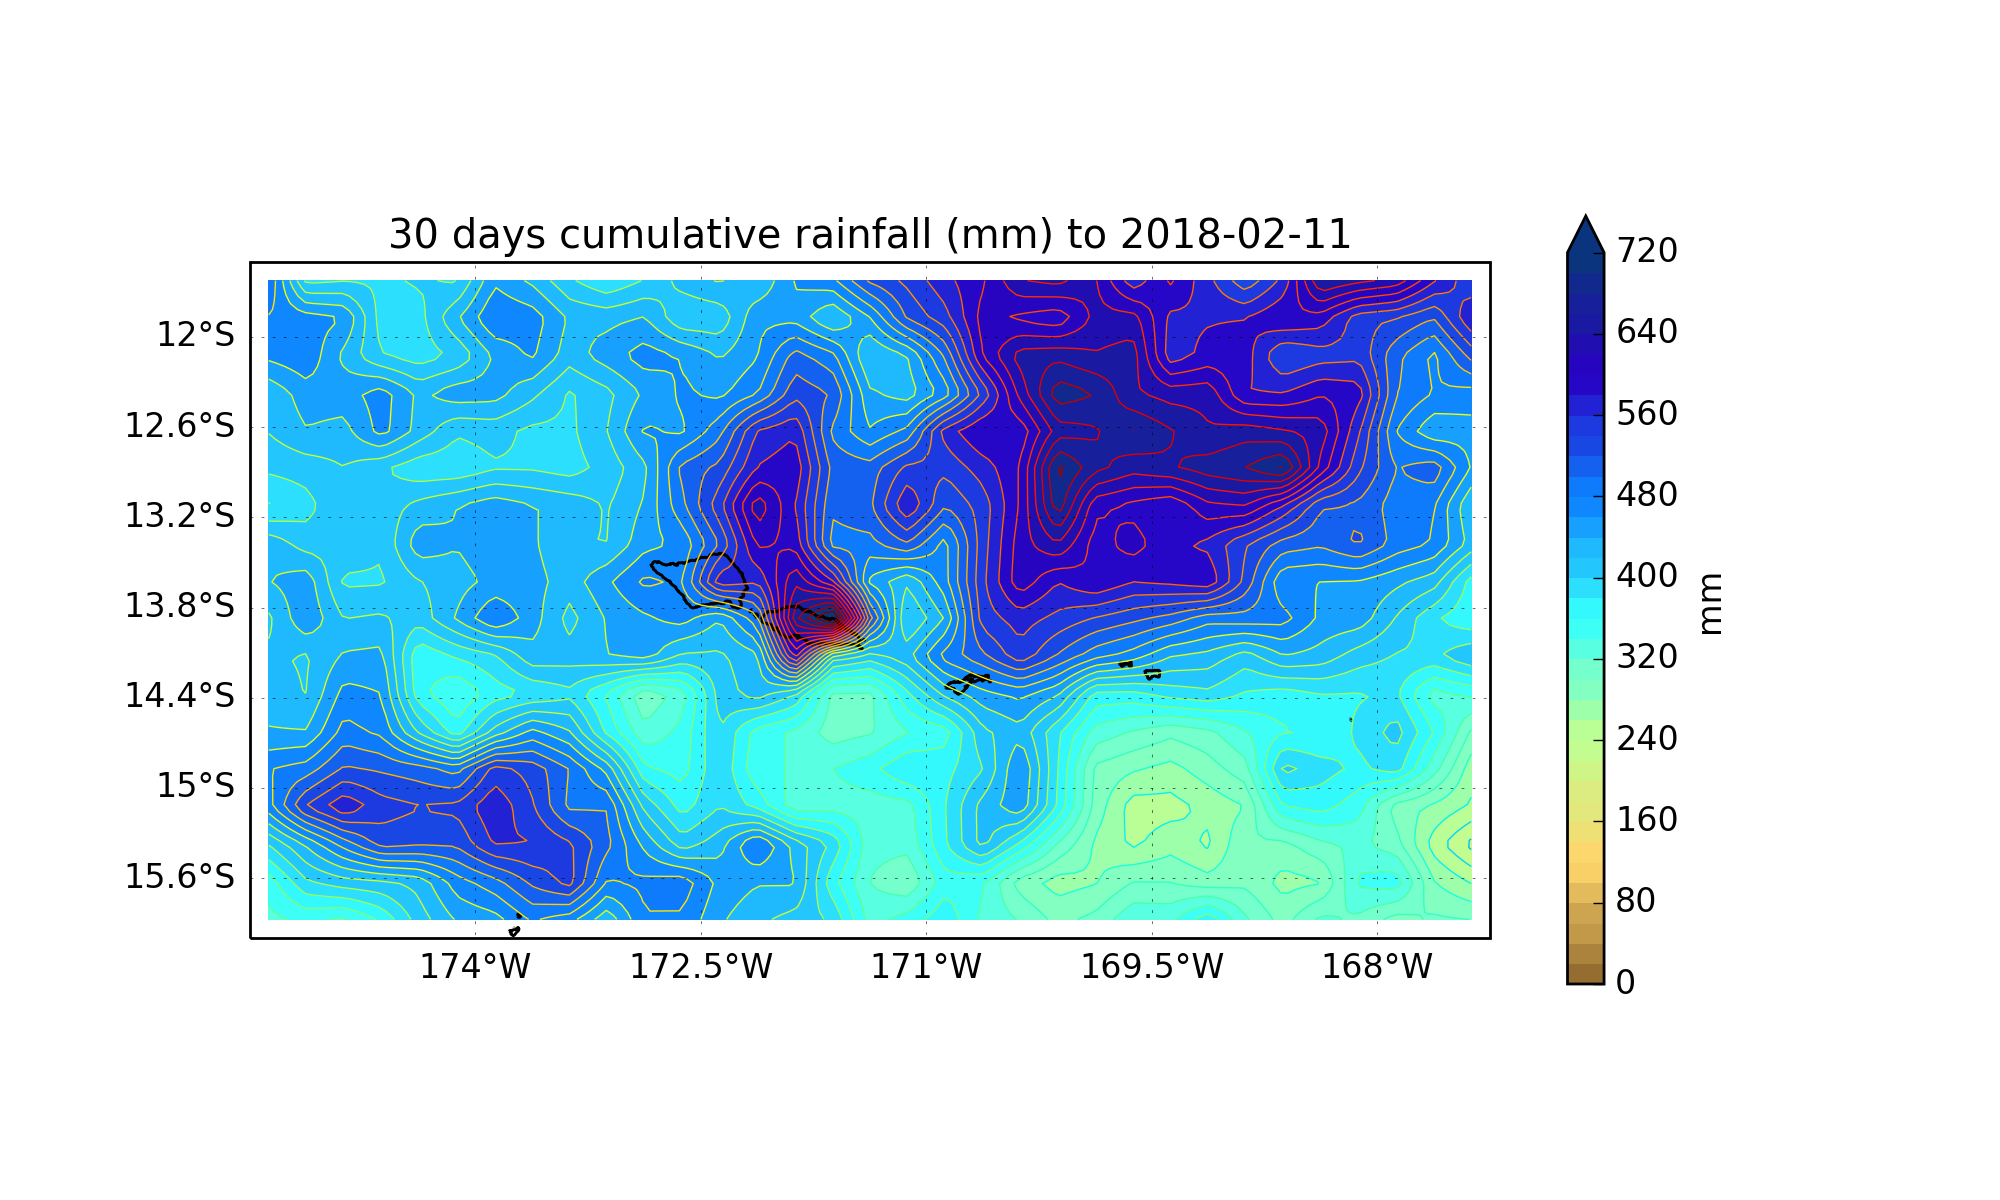 30 days cumulative rainfall (mm) to 2018-02-11
12°S
12.6°S
13.2°S
13.8°S
14.4°S
15°S
15.6°S
174°W
172.5°W
171°W
169.5°W
168°W
720
640
560
480
400
320
240
160
80
0
mm